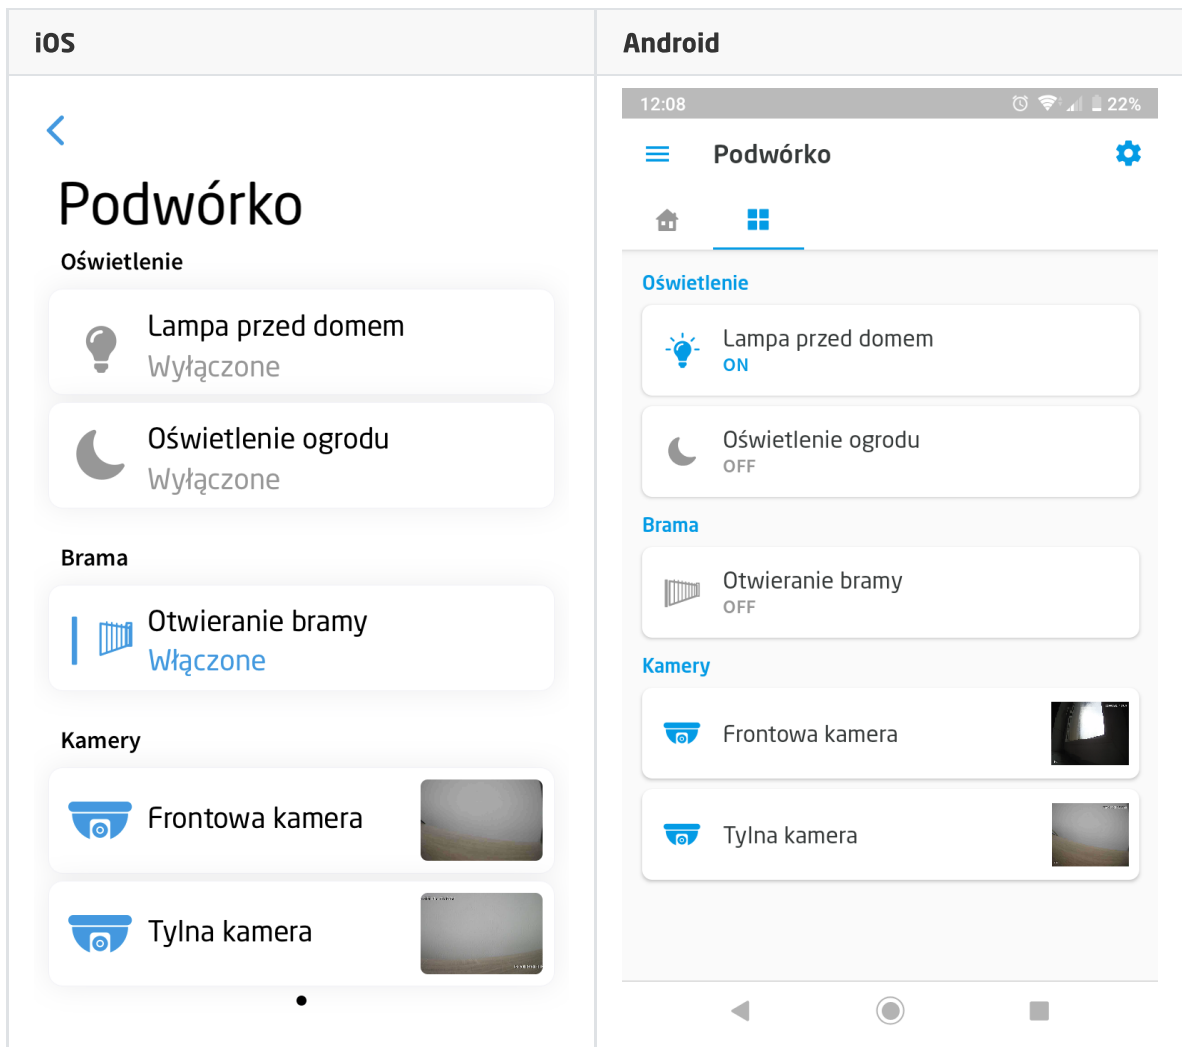 iOS
Podwórko
Oświetlenie
Lampa przed domem
Wyłączone
Oświetlenie ogrodu
Wyłączone
Brama
Otwieranie bramy
Włączone
Kamery
Frontowa kamera
Tylna kamera
Android
12:08 22%
Podwórko
Oświetlenie
Lampa przed domem
ON
Oświetlenie ogrodu
OFF
Brama
Otwieranie bramy
OFF
Kamery
Frontowa kamera
Tylna kamera